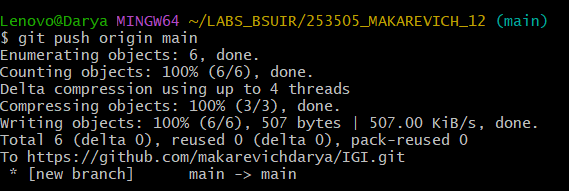 Lenovo@Darya MINGW64 ~/LABS_BSUIR/253505_MAKAREVICH_12 (main)
$ git push origin main
Enumerating objects: 6, done.
Counting objects: 100% (6/6), done.
Delta compression using up to 4 threads
Compressing objects: 100% (3/3), done.
Writing objects: 100% (6/6), 507 bytes | 507.00 KiB/s, done.
Total 6 (delta 0), reused 0 (delta 0), pack-reused 0
To https://github.com/makarevichdarya/IGI.git
 * [new branch]      main -> main